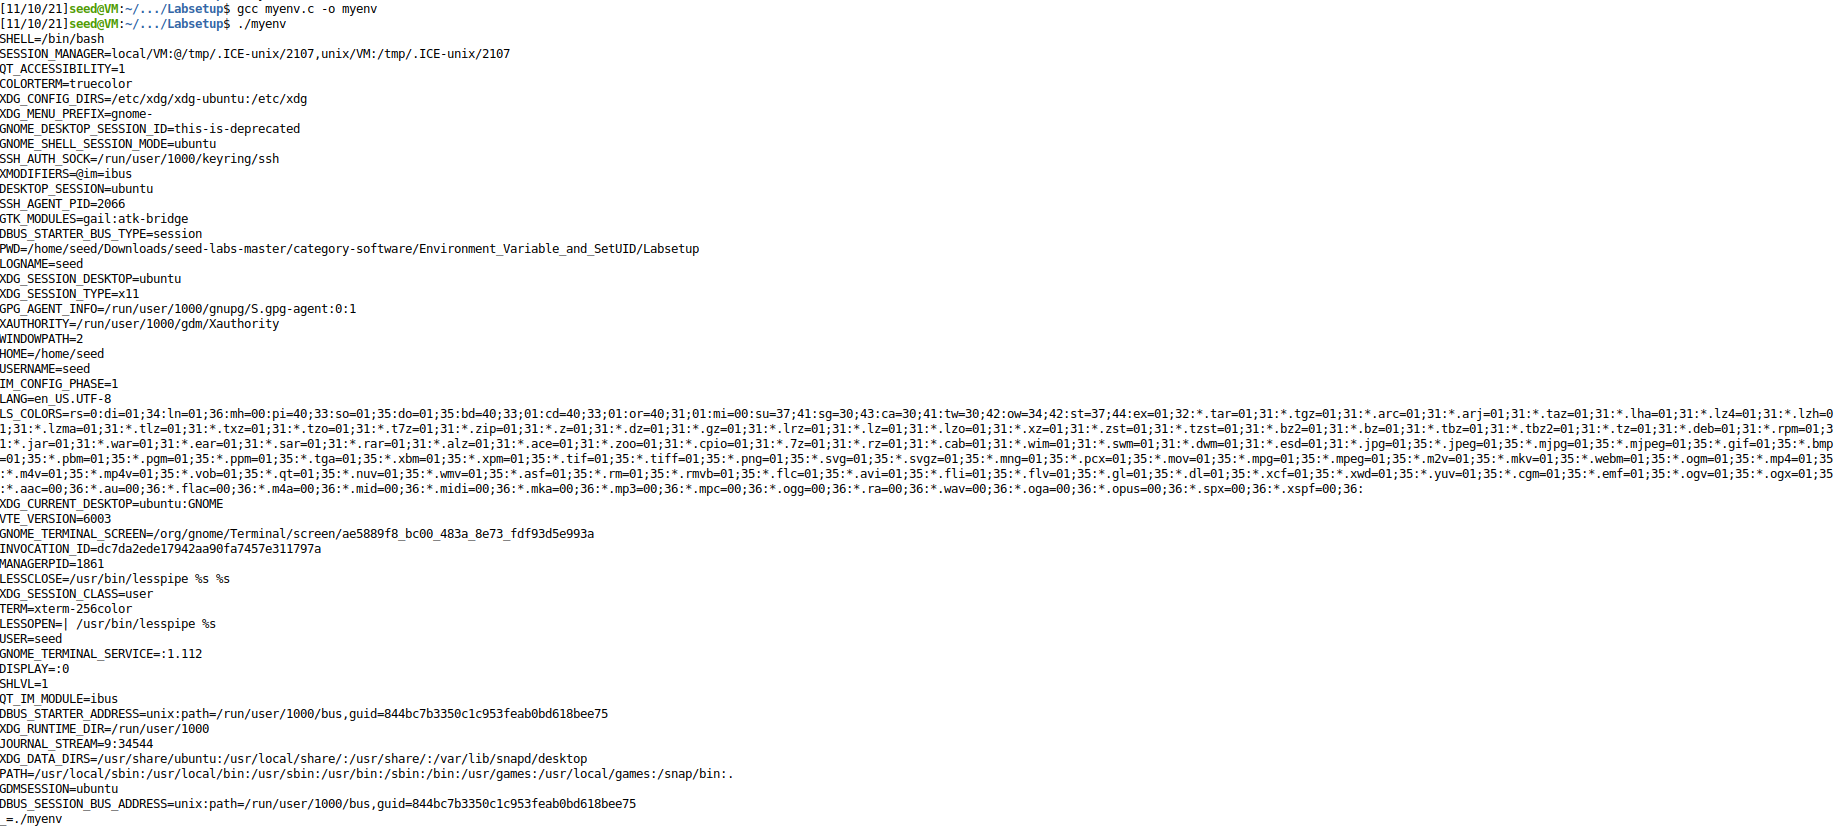 [11/10/21]seed@VM:~/.../Labsetup$ gcc myenv.c -o myenv
[11/10/21]seed@VM:~/.../Labsetup$ ./myenv
SHELL=/bin/bash
SESSION_MANAGER=local/VM:@/tmp/.ICE-unix/2107,unix/VM:/tmp/.ICE-unix/2107
QT_ACCESSIBILITY=1
COLORTERM=truecolor
XDG_CONFIG_DIRS=/etc/xdg/xdg-ubuntu:/etc/xdg
XDG_MENU_PREFIX=gnome-
GNOME_DESKTOP_SESSION_ID=this-is-deprecated
GNOME_SHELL_SESSION_MODE=ubuntu
SSH_AUTH_SOCK=/run/user/1000/keyring/ssh
XMODIFIERS=@im=ibus
DESKTOP_SESSION=ubuntu
SSH_AGENT_PID=2066
GTK_MODULES=gail:atk-bridge
DBUS_STARTER_BUS_TYPE=session
PWD=/home/seed/Downloads/seed-labs-master/category-software/Environment_Variable_and_SetUID/Labsetup
LOGNAME=seed
XDG_SESSION_DESKTOP=ubuntu
XDG_SESSION_TYPE=x11
GPG_AGENT_INFO=/run/user/1000/gnupg/S.gpg-agent:0:1
XAUTHORITY=/run/user/1000/gdm/Xauthority
WINDOWPATH=2
HOME=/home/seed
USERNAME=seed
IM_CONFIG_PHASE=1
LANG=en_US.UTF-8
LS_COLORS=rs=0:di=01;34:ln=01;36:mh=00:pi=40;33:so=01;35:do=01;35:bd=40;33;01:cd=40;33;01:or=40;31;01:mi=00:su=37;41:sg=30;43:ca=30;41:tw=30;42:ow=34;42:st=37;44:ex=01;32:*.tar=01;31:*.tgz=01;31:*.arc=01;31:*.arj=01;31:*.taz=01;31:*.lha=01;31:*.lz4=01;31:*.lzh=0
1;31:*.lzma=01;31:*.tlz=01;31:*.txz=01;31:*.tzo=01;31:*.t7z=01;31:*.zip=01;31:*.z=01;31:*.dz=01;31:*.gz=01;31:*.lrz=01;31:*.lz=01;31:*.lzo=01;31:*.xz=01;31:*.zst=01;31:*.tzst=01;31:*.bz2=01;31:*.bz=01;31:*.tbz=01;31:*.tbz2=01;31:*.tz=01;31:*.deb=01;31:*.rpm=01;3
1:*.jar=01;31:*.war=01;31:*.ear=01;31:*.sar=01;31:*.rar=01;31:*.alz=01;31:*.ace=01;31:*.zoo=01;31:*.cpio=01;31:*.7z=01;31:*.rz=01;31:*.cab=01;31:*.wim=01;31:*.swm=01;31:*.dwm=01;31:*.esd=01;31:*.jpg=01;35:*.jpeg=01;35:*.mjpg=01;35:*.mjpeg=01;35:*.gif=01;35:*.bmp
=01;35:*.pbm=01;35:*.pgm=01;35:*.ppm=01;35:*.tga=01;35:*.xbm=01;35:*.xpm=01;35:*.tif=01;35:*.tiff=01;35:*.png=01;35:*.svg=01;35:*.svgz=01;35:*.mng=01;35:*.pcx=01;35:*.mov=01;35:*.mpg=01;35:*.mpeg=01;35:*.m2v=01;35:*.mkv=01;35:*.webm=01;35:*.ogm=01;35:*.mp4=01;35
:*.m4v=01;35:*.mp4v=01;35:*.vob=01;35:*.qt=01;35:*.nuv=01;35:*.wmv=01;35:*.asf=01;35:*.rm=01;35:*.rmvb=01;35:*.flc=01;35:*.avi=01;35:*.fli=01;35:*.flv=01;35:*.gl=01;35:*.dl=01;35:*.xcf=01;35:*.xwd=01;35:*.yuv=01;35:*.cgm=01;35:*.emf=01;35:*.ogv=01;35:*.ogx=01;35
:*.aac=00;36:*.au=00;36:*.flac=00;36:*.m4a=00;36:*.mid=00;36:*.midi=00;36:*.mka=00;36:*.mp3=00;36:*.mpc=00;36:*.ogg=00;36:*.ra=00;36:*.wav=00;36:*.oga=00;36:*.opus=00;36:*.spx=00;36:*.xspf=00;36:
XDG_CURRENT_DESKTOP=ubuntu:GNOME
VTE_VERSION=6003
GNOME_TERMINAL_SCREEN=/org/gnome/Terminal/screen/ae5889f8_bc00_483a_8e73_fdf93d5e993a
INVOCATION_ID=dc7da2ede17942aa90fa7457e311797a
MANAGERPID=1861
LESSCLOSE=/usr/bin/lesspipe %s %s
XDG_SESSION_CLASS=user
TERM=xterm-256color
LESSOPEN=| /usr/bin/lesspipe %s
USER=seed
GNOME_TERMINAL_SERVICE=:1.112
DISPLAY=:0
SHLVL=1
QT_IM_MODULE=ibus
DBUS_STARTER_ADDRESS=unix:path=/run/user/1000/bus,guid=844bc7b3350c1c953feab0bd618bee75
XDG_RUNTIME_DIR=/run/user/1000
JOURNAL_STREAM=9:34544
XDG_DATA_DIRS=/usr/share/ubuntu:/usr/local/share/:/usr/share/:/var/lib/snapd/desktop
PATH=/usr/local/sbin:/usr/local/bin:/usr/sbin:/usr/bin:/sbin:/bin:/usr/games:/usr/local/games:/snap/bin:.
GDMSESSION=ubuntu
DBUS_SESSION_BUS_ADDRESS=unix:path=/run/user/1000/bus,guid=844bc7b3350c1c953feab0bd618bee75
_=./myenv